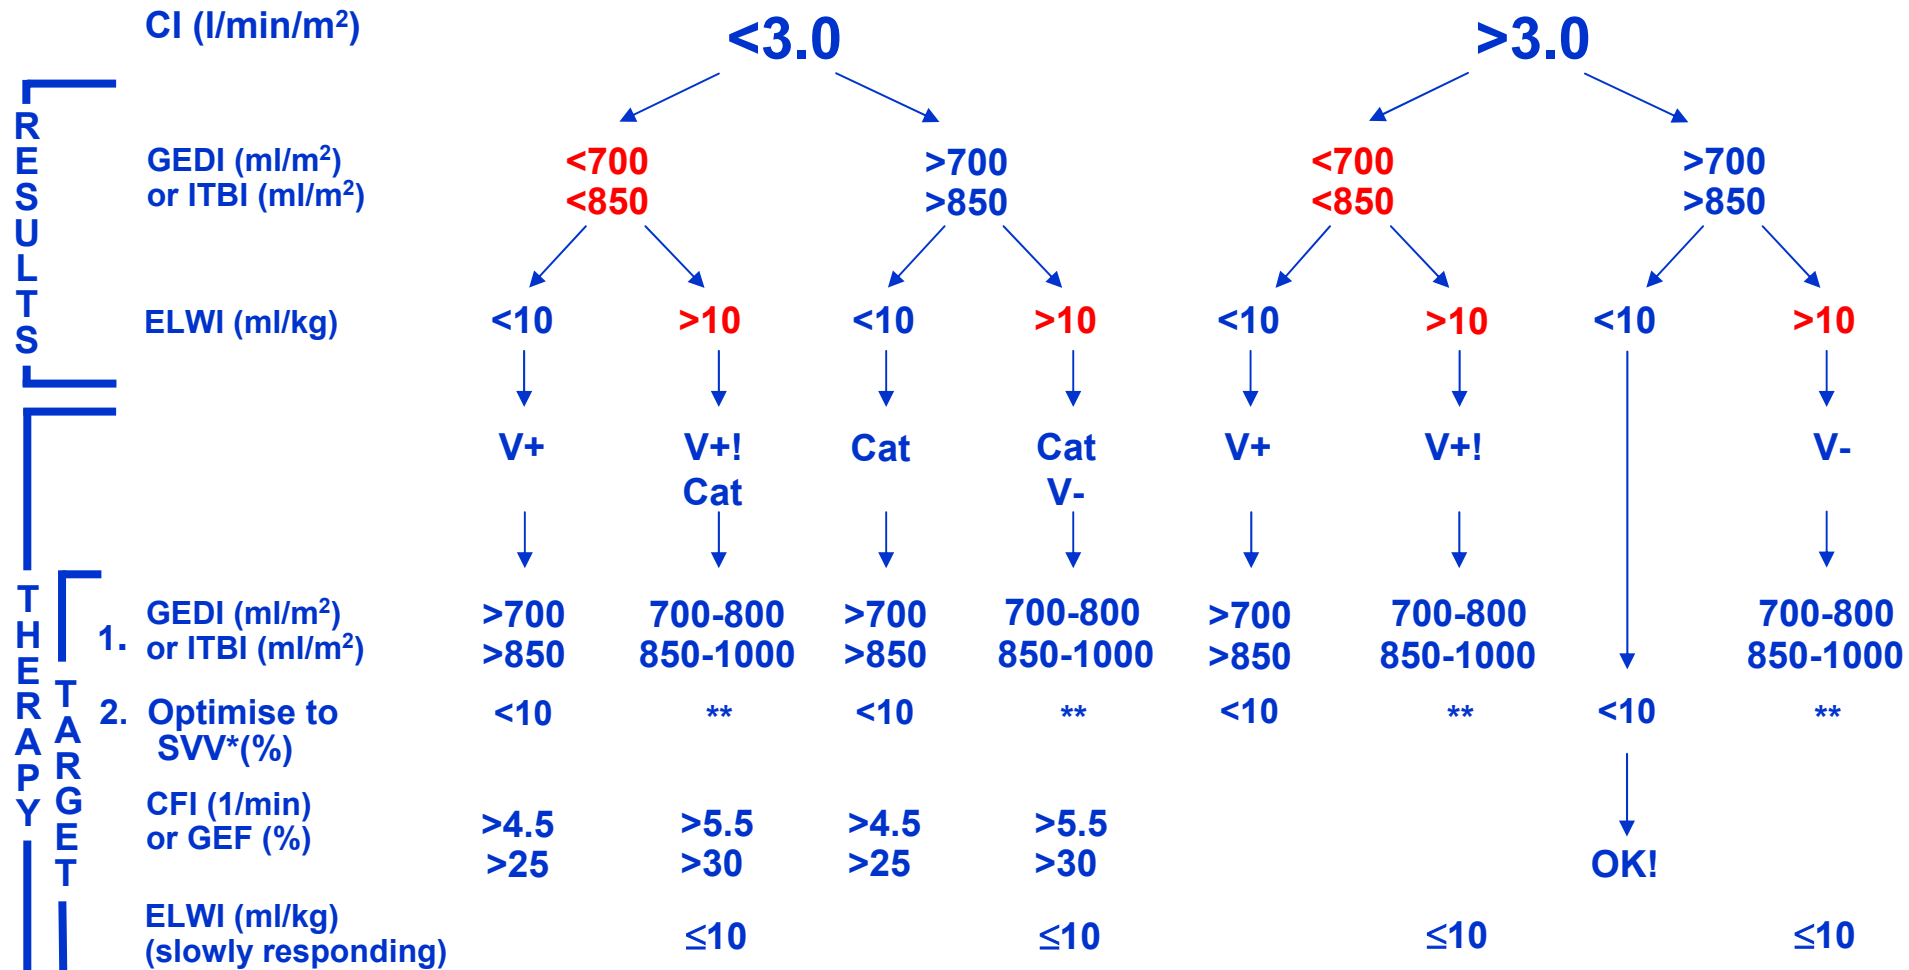 CI (l/min/m²) <3.0 >3.0
RESULTS
GEDI (ml/m²) <700 >700 <700 >700
or ITBI (ml/m²) <850 >850 <850 >850
ELWI (ml/kg) <10 >10 <10 >10 <10 >10 <10 >10
THERAPY
V+ V+! Cat Cat V+ V+! V-
Cat V-
TARGET
1. GEDI (ml/m²) >700 700-800 >700 700-800 >700 700-800 700-800
or ITBI (ml/m²) >850 850-1000 >850 850-1000 >850 850-1000 850-1000
2. Optimise to <10 ** <10 ** <10 ** <10 **
SVV*(%)
CFI (1/min) >4.5 >5.5 >4.5 >5.5
or GEF (%) >25 >30 >25 >30 OK!
ELWI (ml/kg)
(slowly responding) ≤10 ≤10 ≤10 ≤10